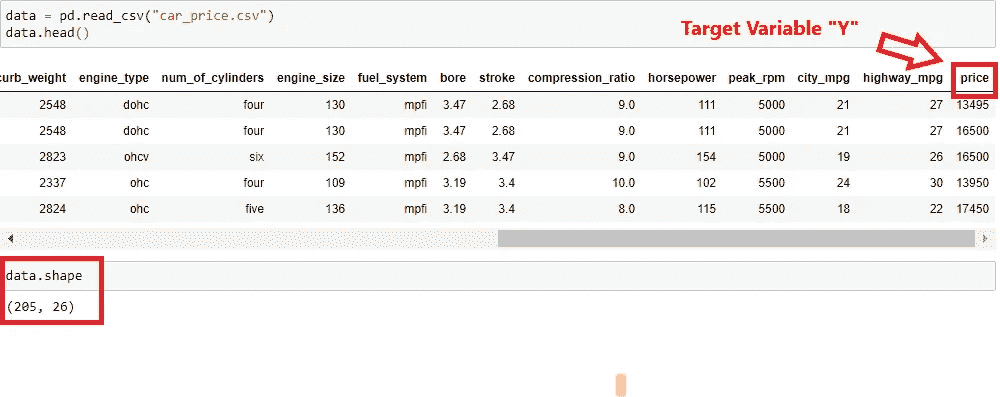 data = pd.read_csv("car_price.csv")
data.head()
Target Variable "Y"
curb_weight engine_type num_of_cylinders engine_size fuel_system bore stroke compression_ratio horsepower peak_rpm city_mpg highway_mpg price
2548 dohc four 130 mpfi 3.47 2.68 9.0 111 5000 21 27 13495
2548 dohc four 130 mpfi 3.47 2.68 9.0 111 5000 21 27 16500
2823 ohcv six 152 mpfi 2.68 3.47 9.0 154 5000 19 26 16500
2337 ohc four 109 mpfi 3.19 3.4 10.0 102 5500 24 30 13950
2824 ohc five 136 mpfi 3.19 3.4 8.0 115 5500 18 22 17450
data.shape
(205, 26)